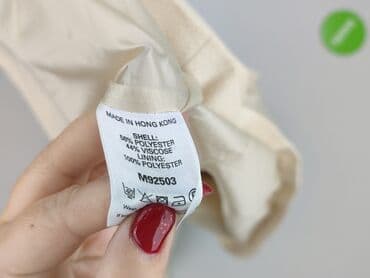 MADE IN HONG KONG
SHELL:
56% POLYESTER
44% VISCOSE
LINING:
100% POLYESTER
M92503